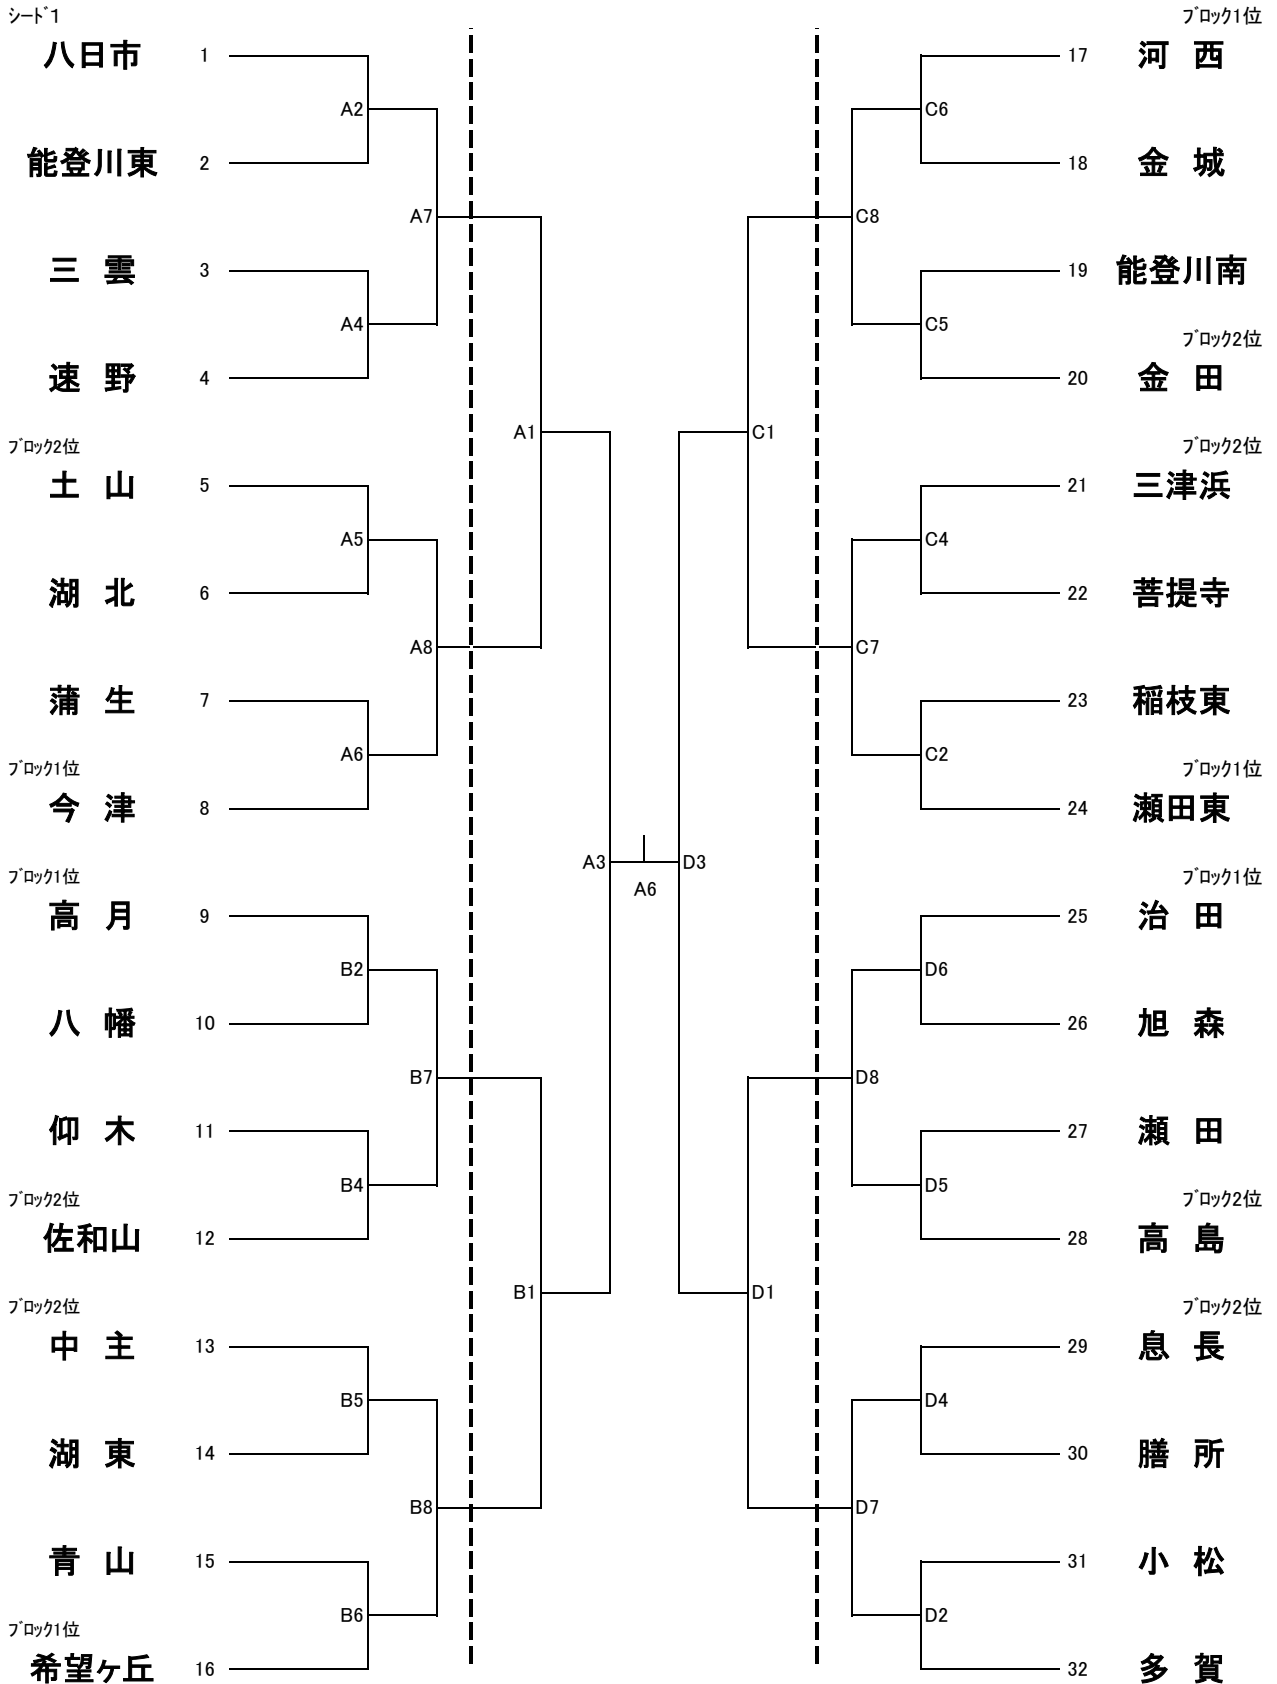 シード1
八日市 1
A2
能登川東 2
A7
三雲 3
A4
速野 4
A1
ブロック2位
土山 5
A5
湖北 6
A8
蒲生 7
A6
ブロック1位
今津 8
A3
ブロック1位
高月 9
B2
八幡 10
B7
仰木 11
B4
ブロック2位
佐和山 12
B1
ブロック2位
中主 13
B5
湖東 14
B8
青山 15
B6
ブロック1位
希望ヶ丘 16
A6
ブロック1位
17 河西
C6
18 金城
C8
19 能登川南
C5
ブロック2位
20 金田
C1
ブロック2位
21 三津浜
C4
22 菩提寺
C7
23 稲枝東
C2
ブロック1位
24 瀬田東
D3
ブロック1位
25 治田
D6
26 旭森
D8
27 瀬田
D5
ブロック2位
28 高島
D1
ブロック2位
29 息長
D4
30 膳所
D7
31 小松
D2
32 多賀